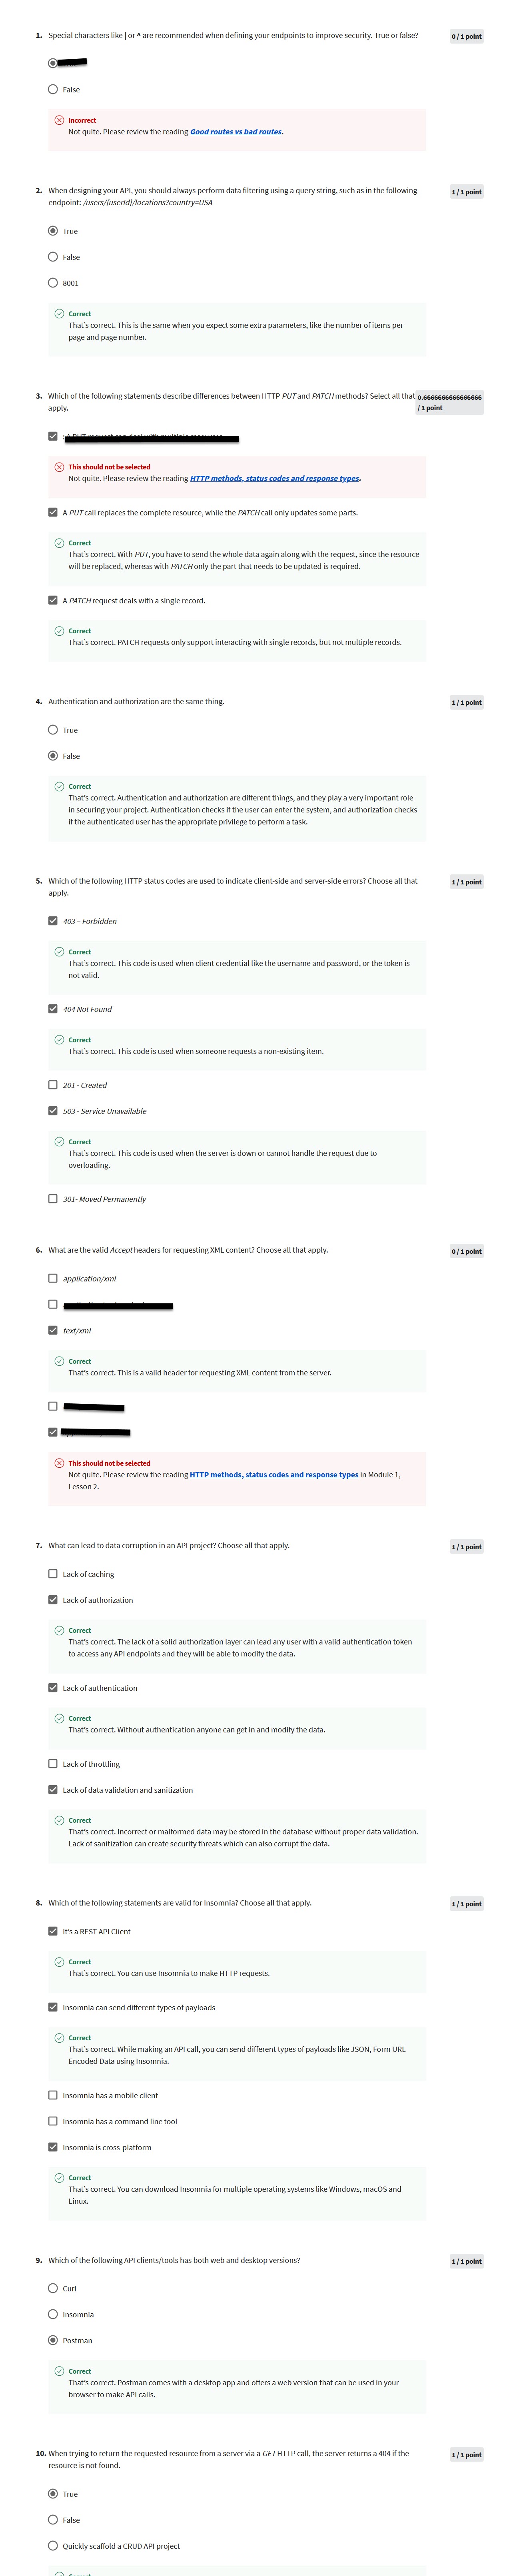 1. Special characters like | or ^ are recommended when defining your endpoints to improve security. True or false?
0 / 1 point
False
Incorrect
Not quite. Please review the reading Good routes vs bad routes.
2. When designing your API, you should always perform data filtering using a query string, such as in the following
endpoint: /users/{userId}/locations?country=USA
1 / 1 point
True
False
8001
Correct
That's correct. This is the same when you expect some extra parameters, like the number of items per
page and page number.
3. Which of the following statements describe differences between HTTP PUT and PATCH methods? Select all that
apply.
0.6666666666666666
/ 1 point
This should not be selected
Not quite. Please review the reading HTTP methods, status codes and response types.
A PUT call replaces the complete resource, while the PATCH call only updates some parts.
Correct
That's correct. With PUT, you have to send the whole data again along with the request, since the resource
will be replaced, whereas with PATCH only the part that needs to be updated is required.
A PATCH request deals with a single record.
Correct
That's correct. PATCH requests only support interacting with single records, but not multiple records.
4. Authentication and authorization are the same thing.
1 / 1 point
True
False
Correct
That's correct. Authentication and authorization are different things, and they play a very important role
in securing your project. Authentication checks if the user can enter the system, and authorization checks
if the authenticated user has the appropriate privilege to perform a task.
5. Which of the following HTTP status codes are used to indicate client-side and server-side errors? Choose all that
apply.
1 / 1 point
403 – Forbidden
Correct
That's correct. This code is used when client credential like the username and password, or the token is
not valid.
404 Not Found
Correct
That's correct. This code is used when someone requests a non-existing item.
201 - Created
503 - Service Unavailable
Correct
That's correct. This code is used when the server is down or cannot handle the request due to
overloading.
301- Moved Permanently
6. What are the valid Accept headers for requesting XML content? Choose all that apply.
0 / 1 point
application/xml
text/xml
Correct
That's correct. This is a valid header for requesting XML content from the server.
This should not be selected
Not quite. Please review the reading HTTP methods, status codes and response types in Module 1,
Lesson 2.
7. What can lead to data corruption in an API project? Choose all that apply.
1 / 1 point
Lack of caching
Lack of authorization
Correct
That's correct. The lack of a solid authorization layer can lead any user with a valid authentication token
to access any API endpoints and they will be able to modify the data.
Lack of authentication
Correct
That's correct. Without authentication anyone can get in and modify the data.
Lack of throttling
Lack of data validation and sanitization
Correct
That's correct. Incorrect or malformed data may be stored in the database without proper data validation.
Lack of sanitization can create security threats which can also corrupt the data.
8. Which of the following statements are valid for Insomnia? Choose all that apply.
1 / 1 point
It's a REST API Client
Correct
That's correct. You can use Insomnia to make HTTP requests.
Insomnia can send different types of payloads
Correct
That's correct. While making an API call, you can send different types of payloads like JSON, Form URL
Encoded Data using Insomnia.
Insomnia has a mobile client
Insomnia has a command line tool
Insomnia is cross-platform
Correct
That's correct. You can download Insomnia for multiple operating systems like Windows, macOS and
Linux.
9. Which of the following API clients/tools has both web and desktop versions?
1 / 1 point
Curl
Insomnia
Postman
Correct
That's correct. Postman comes with a desktop app and offers a web version that can be used in your
browser to make API calls.
10. When trying to return the requested resource from a server via a GET HTTP call, the server returns a 404 if the
resource is not found.
1 / 1 point
True
False
Quickly scaffold a CRUD API project